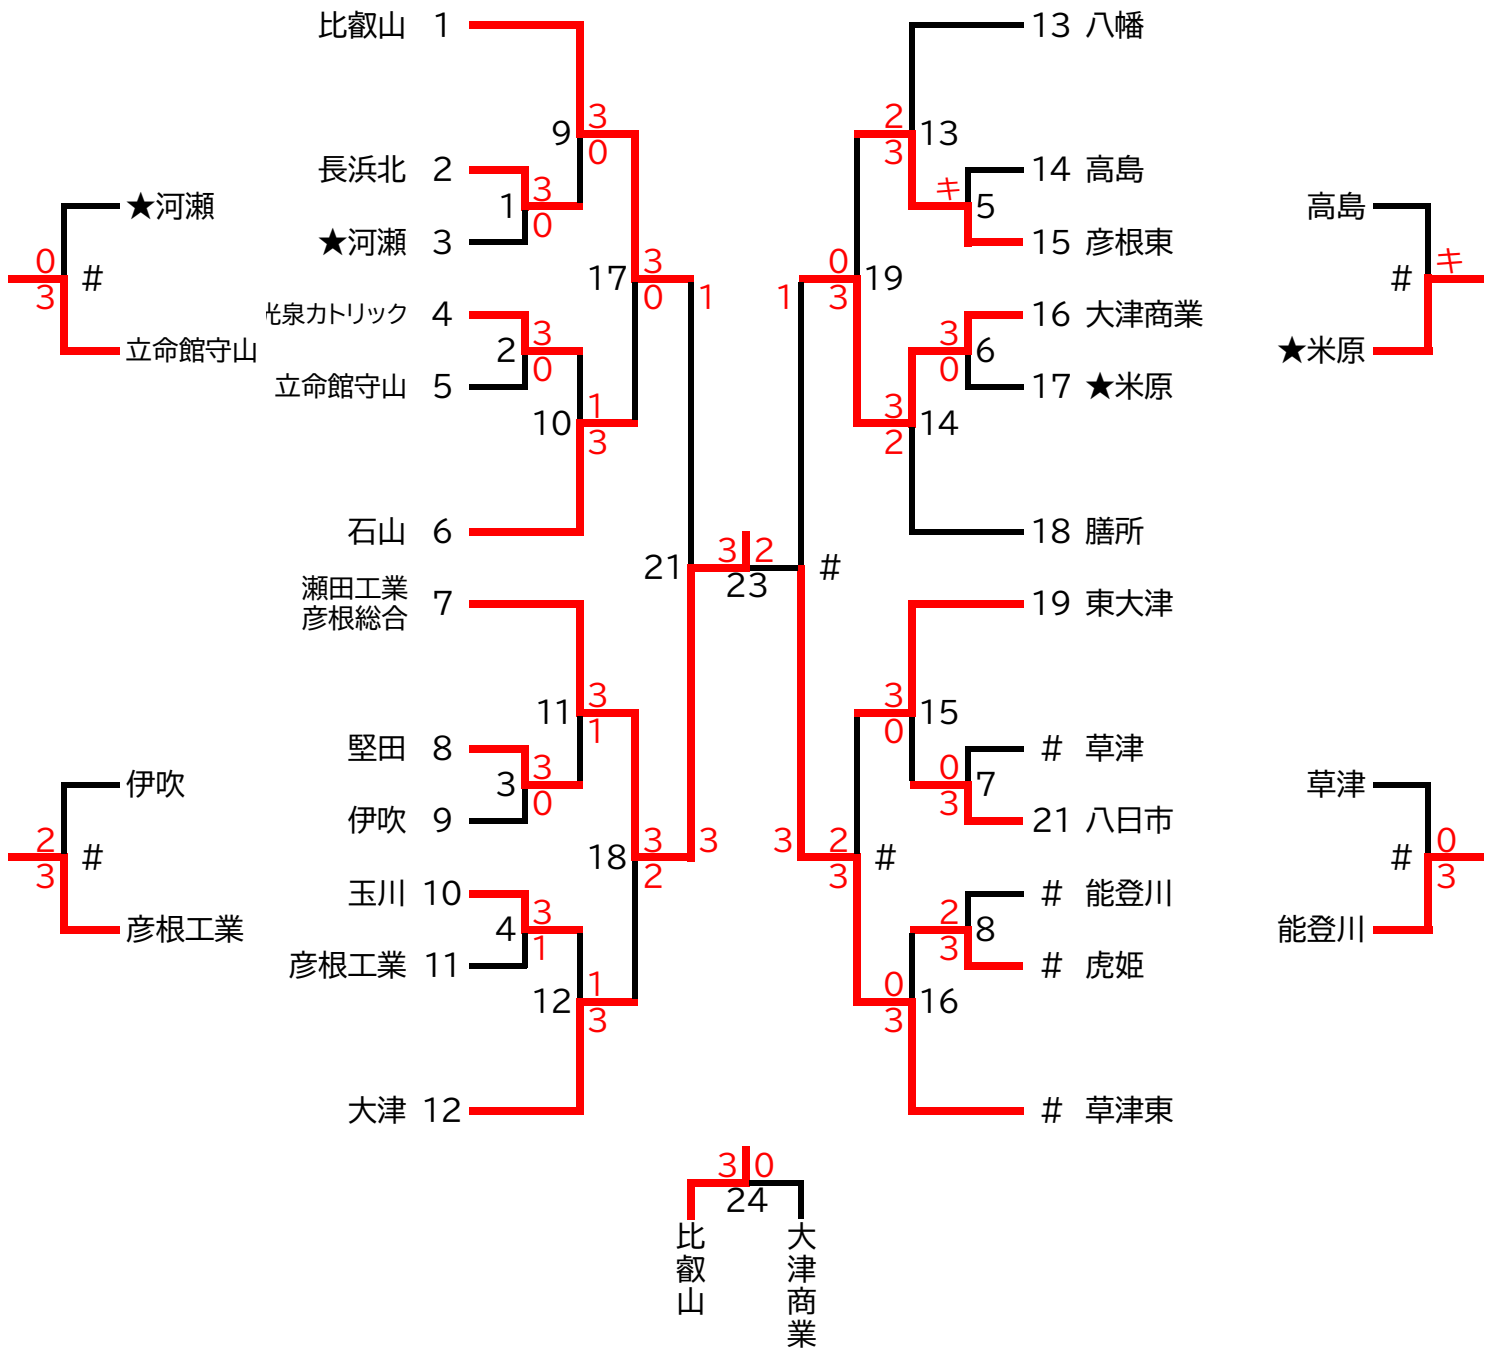 比叡山 1
3
9
0
長浜北 2
3
1
0
★河瀬 3
17
3
0
1
光泉カトリック 4
3
2
0
立命館守山 5
1
10
3
石山 6
21
3 2
23
瀬田工業
彦根総合
7
3
11
1
堅田 8
3
3
0
伊吹 9
18
3
2
3
玉川 10
3
4
1
彦根工業 11
1
12
3
大津 12
13 八幡
2
13
3
14 高島
キ
5
15 彦根東
0
19
3
1
16 大津商業
3
6
0
17 ★米原
3
14
2
18 膳所
#
19 東大津
3
15
0
# 草津
0
7
3
21 八日市
3
2
#
3
# 能登川
2
8
3
# 虎姫
0
16
3
# 草津東
★河瀬
0
#
3
立命館守山
伊吹
2
#
3
彦根工業
高島
キ
#
★米原
草津
0
#
3
能登川
3 0
24
比叡山
大津商業